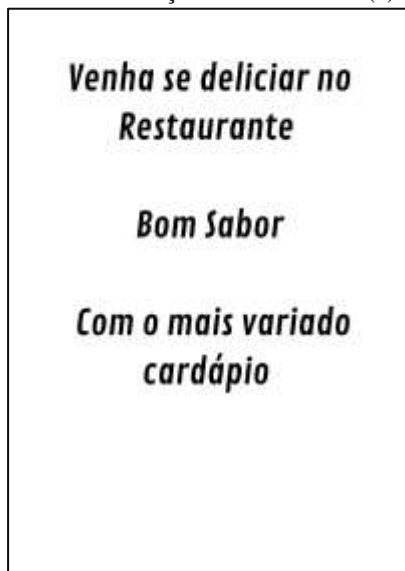 Venha se deliciar no
Restaurante
Bom Sabor
Com o mais variado
cardápio